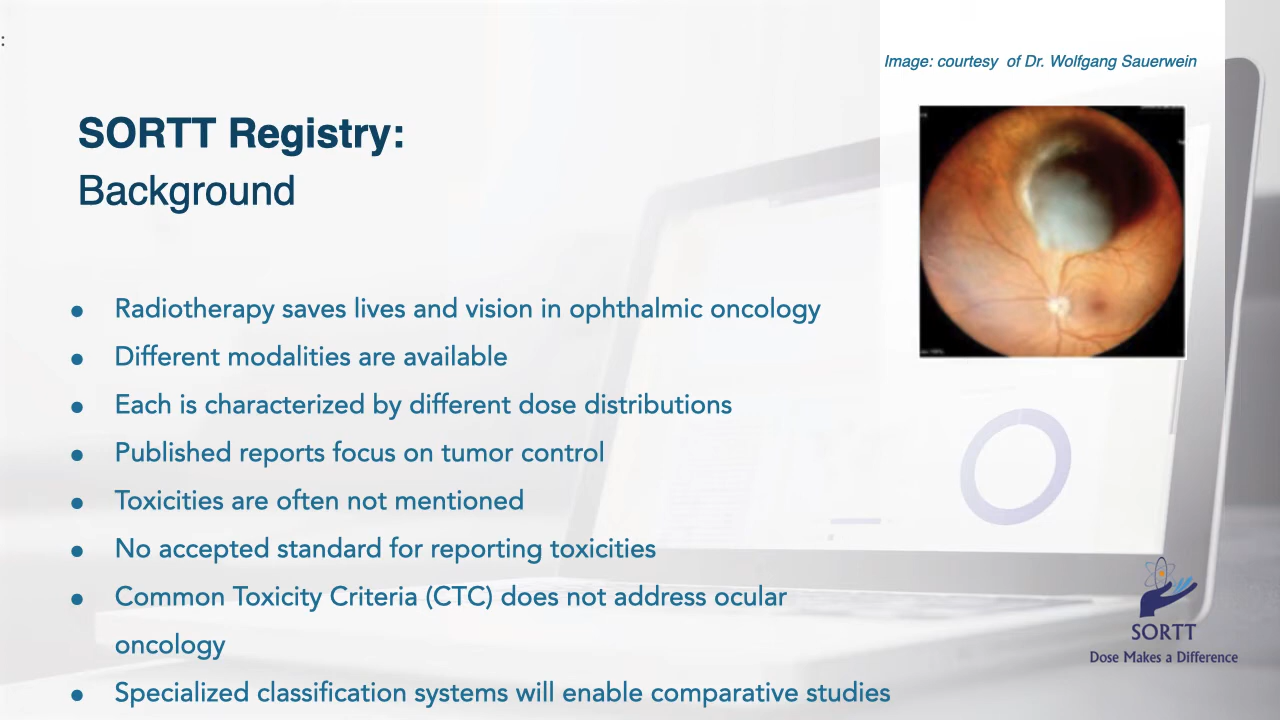 :
Image: courtesy of Dr. Wolfgang Sauerwein
SORTT Registry:
Background
● Radiotherapy saves lives and vision in ophthalmic oncology
● Different modalities are available
● Each is characterized by different dose distributions
● Published reports focus on tumor control
● Toxicities are often not mentioned
● No accepted standard for reporting toxicities
● Common Toxicity Criteria (CTC) does not address ocular
oncology
● Specialized classification systems will enable comparative studies
SORTT
Dose Makes a Difference